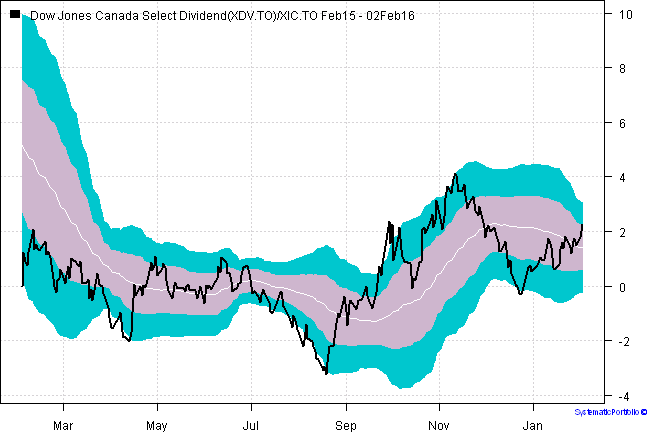 Dow Jones Canada Select Dividend(XDV.TO)/XIC.TO Feb15 - 02Feb16
10
8
6
4
2
0
-2
-4
Mar May Jul Sep Nov Jan
SystematicPortfolio ©